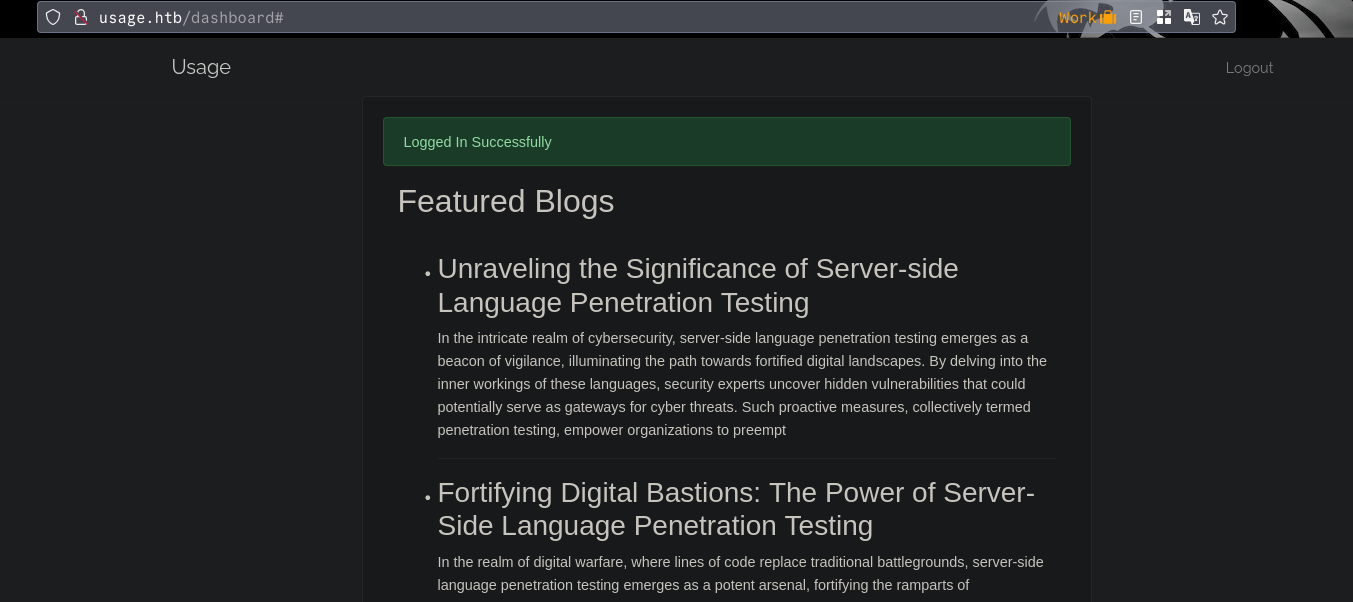 usage.htb/dashboard#
Work
Usage
Logout
Logged In Successfully
Featured Blogs
• Unraveling the Significance of Server-side
Language Penetration Testing
In the intricate realm of cybersecurity, server-side language penetration testing emerges as a
beacon of vigilance, illuminating the path towards fortified digital landscapes. By delving into the
inner workings of these languages, security experts uncover hidden vulnerabilities that could
potentially serve as gateways for cyber threats. Such proactive measures, collectively termed
penetration testing, empower organizations to preempt
• Fortifying Digital Bastions: The Power of Server-
Side Language Penetration Testing
In the realm of digital warfare, where lines of code replace traditional battlegrounds, server-side
language penetration testing emerges as a potent arsenal, fortifying the ramparts of